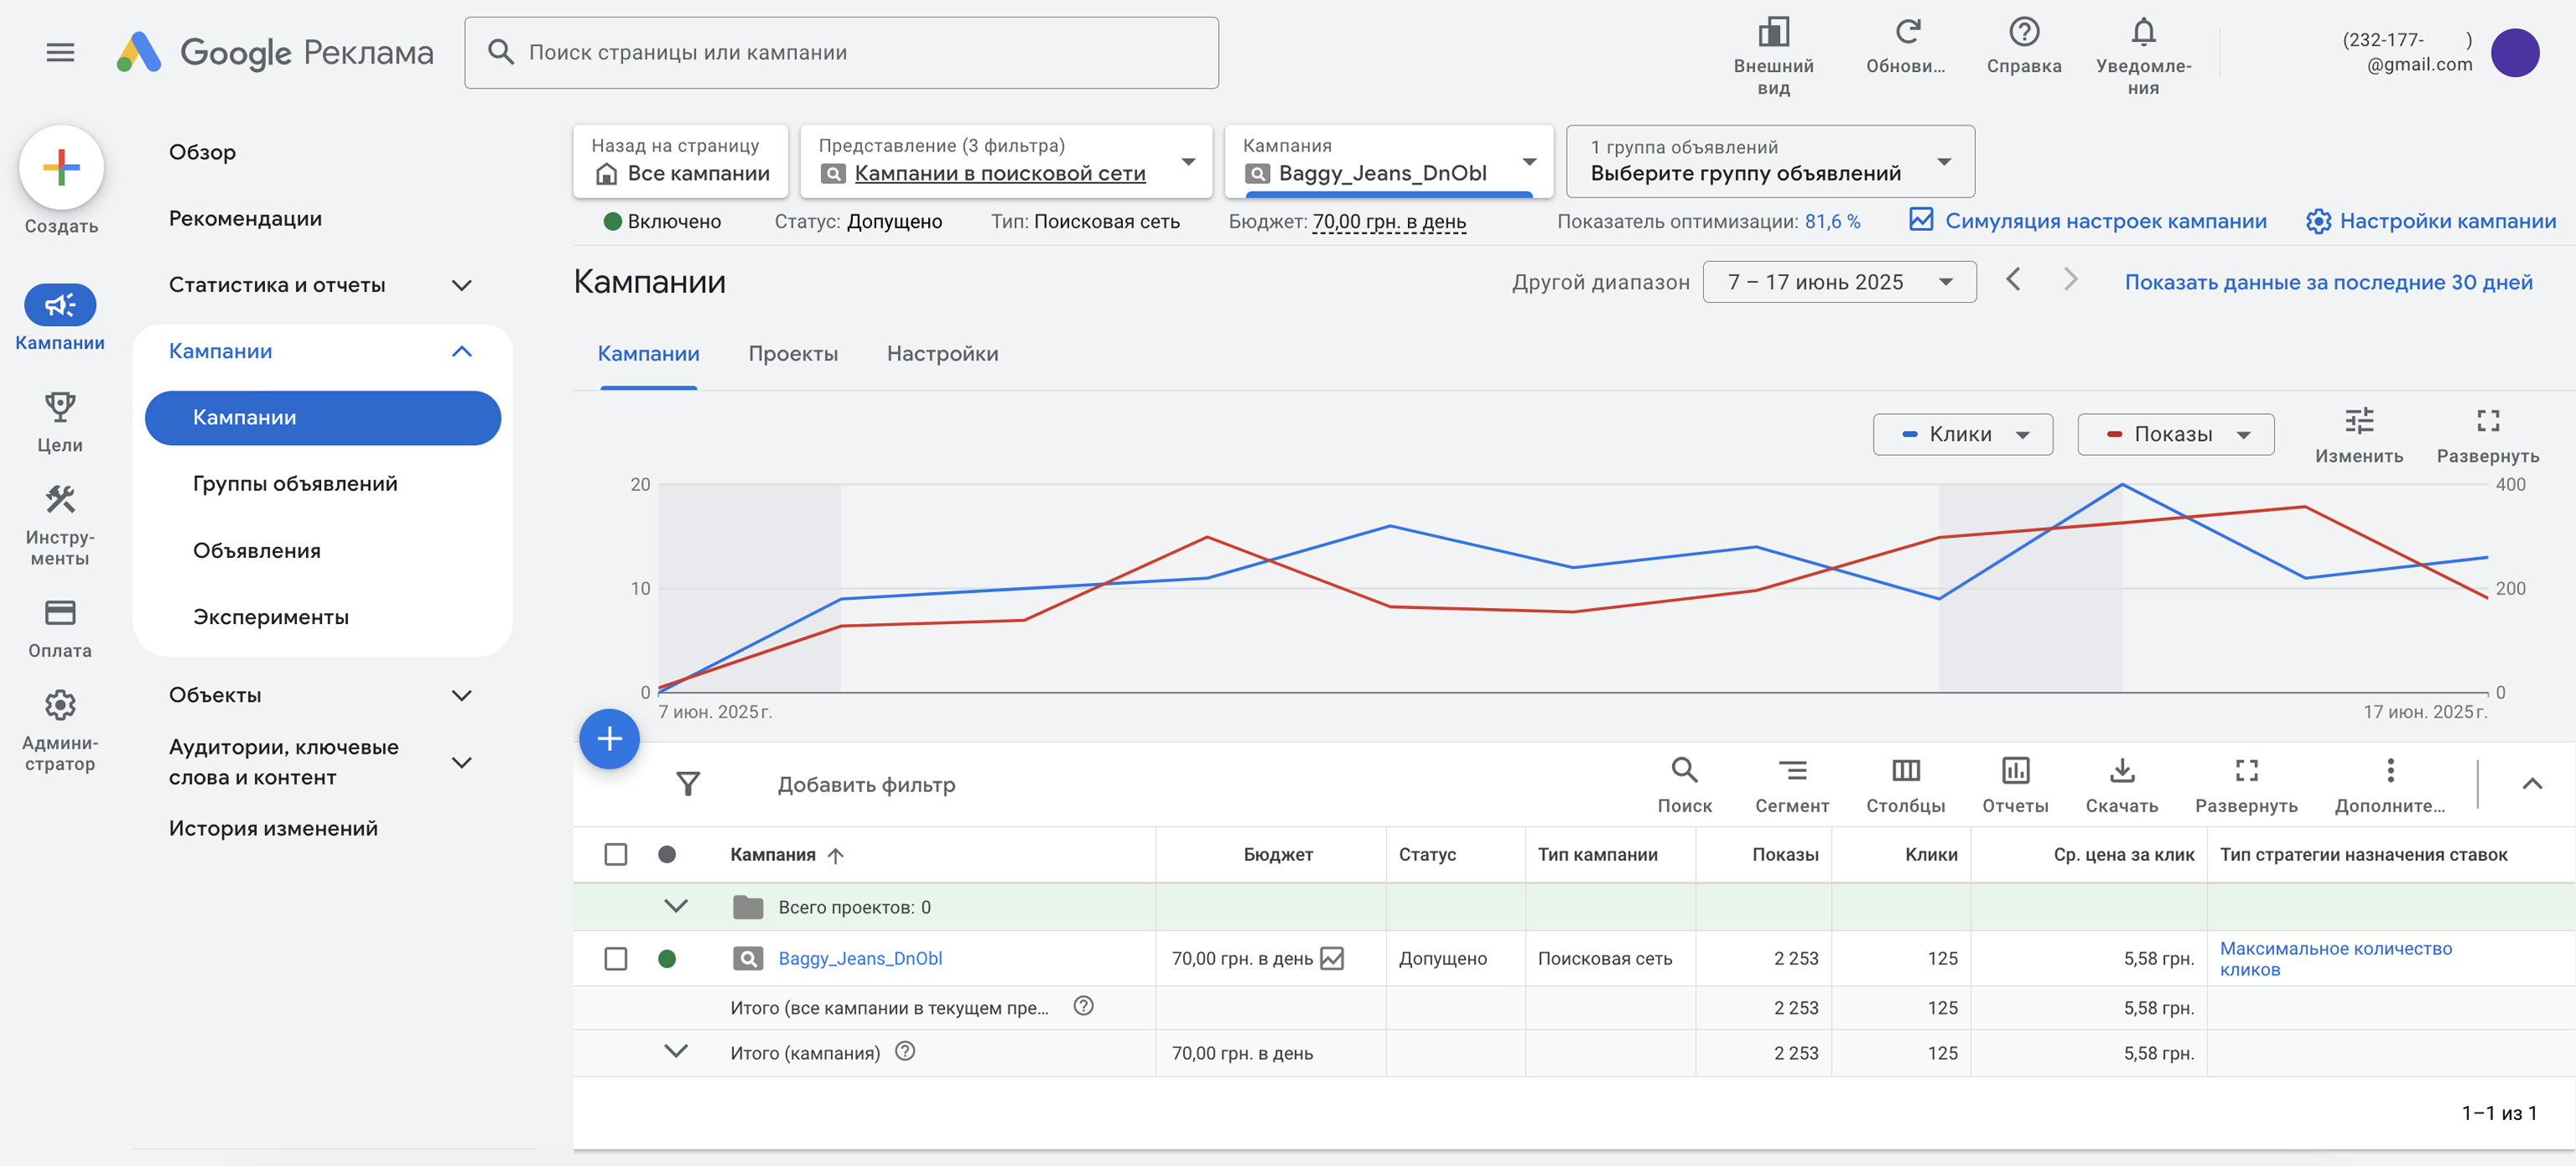 Google Реклама
Поиск страницы или кампании
Внешний
вид
Обнови...
Справка
Уведомле-
ния
(232-177- )
@gmail.com
Создать
Кампании
Цели
Инстру-
менты
Оплата
Админи-
стратор
Обзор
Рекомендации
Статистика и отчеты
Кампании
Кампании
Группы объявлений
Объявления
Эксперименты
Объекты
Аудитории, ключевые
слова и контент
История изменений
Назад на страницу
Все кампании
Представление (3 фильтра)
Кампании в поисковой сети
Кампания
Baggy_Jeans_DnObl
1 группа объявлений
Выберите группу объявлений
Включено
Статус: Допущено
Тип: Поисковая сеть
Бюджет: 70,00 грн. в день
Показатель оптимизации: 81,6 %
Симуляция настроек кампании
Настройки кампании
Кампании
Другой диапазон
7 – 17 июнь 2025
Показать данные за последние 30 дней
Кампании
Проекты
Настройки
Клики
Показы
Изменить
Развернуть
20
400
10
200
0
0
7 июн. 2025 г.
17 июн. 2025 г.
Добавить фильтр
Поиск
Сегмент
Столбцы
Отчеты
Скачать
Развернуть
Дополните...
Кампания Бюджет Статус Тип кампании Показы Клики Ср. цена за клик Тип стратегии назначения ставок
Всего проектов: 0
Baggy_Jeans_DnObl 70,00 грн. в день Допущено Поисковая сеть 2 253 125 5,58 грн. Максимальное количество
кликов
Итого (все кампании в текущем пре... 2 253 125 5,58 грн.
Итого (кампания) 70,00 грн. в день 2 253 125 5,58 грн.
1–1 из 1